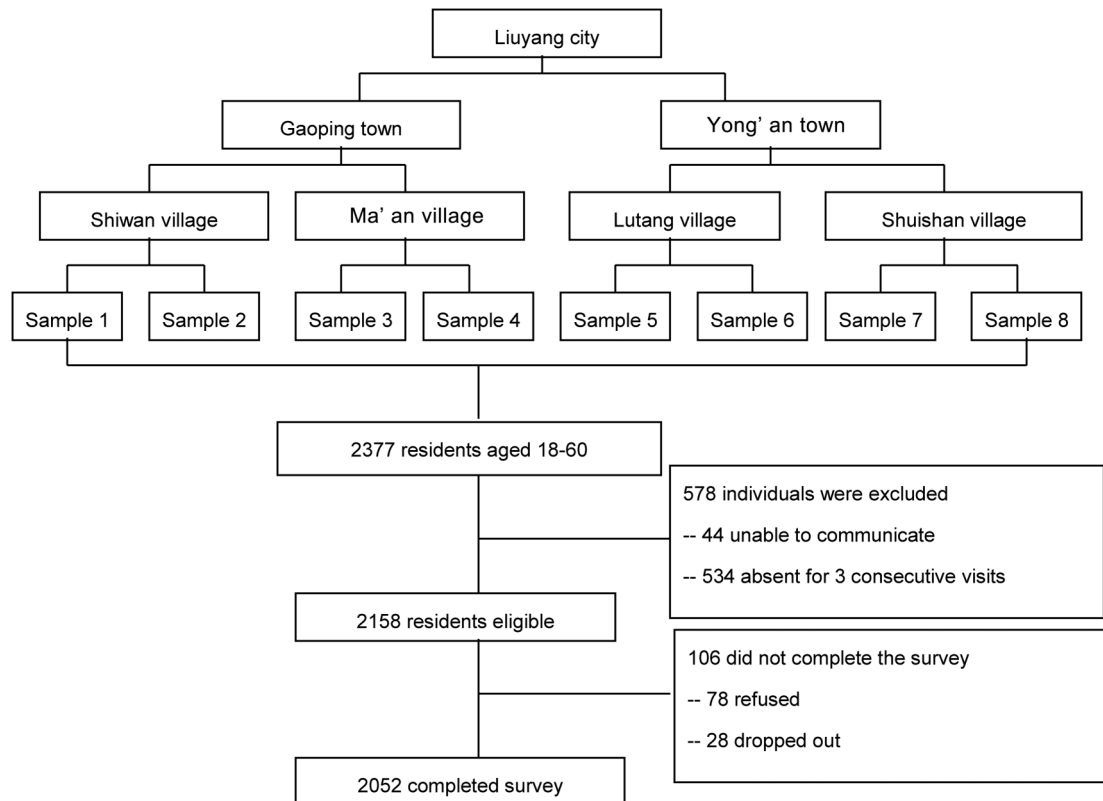 Liuyang city
Gaoping town
Yong' an town
Shiwan village
Ma' an village
Lutang village
Shuishan village
Sample 1
Sample 2
Sample 3
Sample 4
Sample 5
Sample 6
Sample 7
Sample 8
2377 residents aged 18-60
578 individuals were excluded
-- 44 unable to communicate
-- 534 absent for 3 consecutive visits
2158 residents eligible
106 did not complete the survey
-- 78 refused
-- 28 dropped out
2052 completed survey